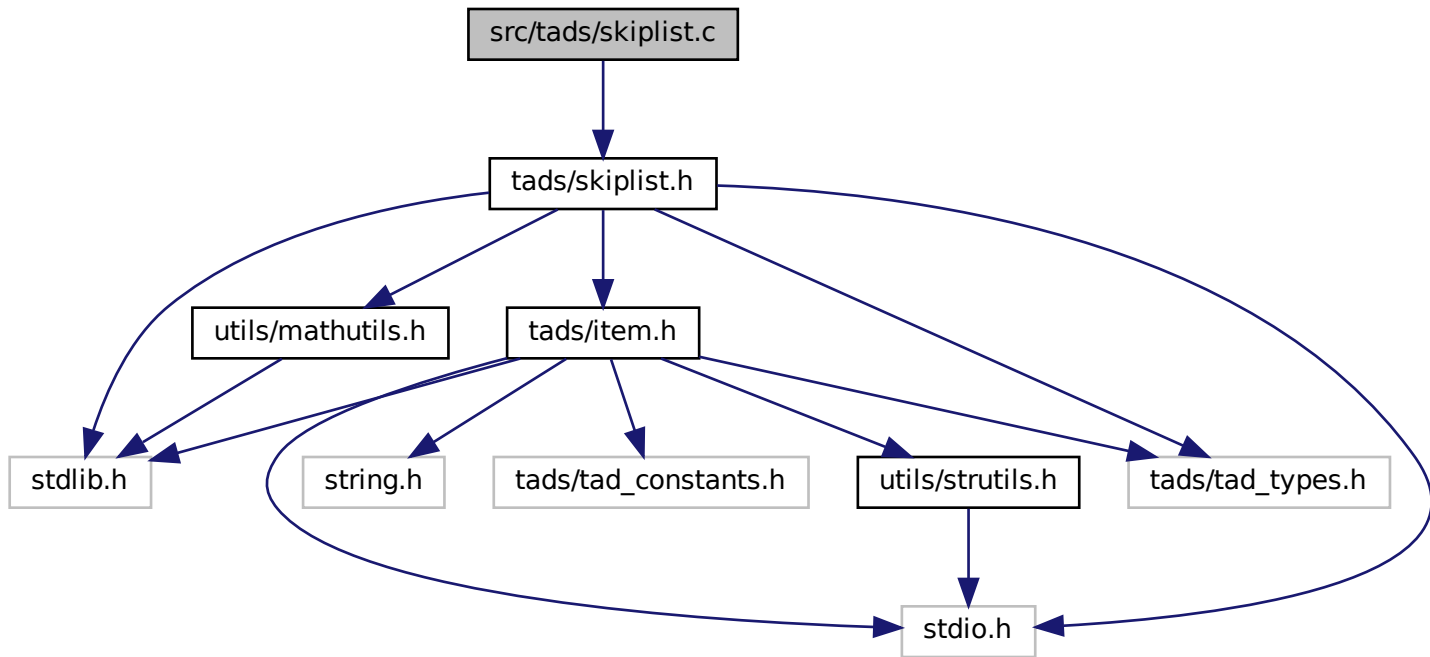 src/tads/skiplist.c
tads/skiplist.h
utils/mathutils.h
tads/item.h
stdlib.h
string.h
tads/tad_constants.h
utils/strutils.h
tads/tad_types.h
stdio.h